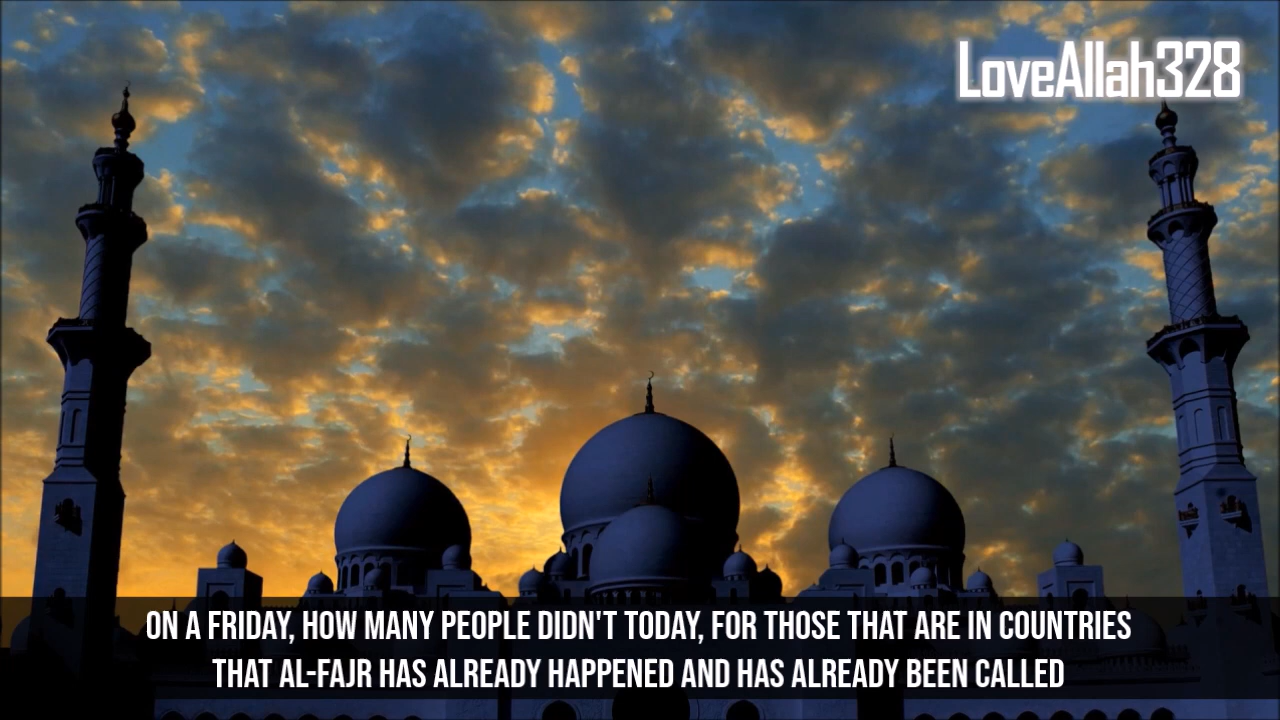 LoveAllah328
ON A FRIDAY, HOW MANY PEOPLE DIDN'T TODAY, FOR THOSE THAT ARE IN COUNTRIES
THAT AL-FAJR HAS ALREADY HAPPENED AND HAS ALREADY BEEN CALLED